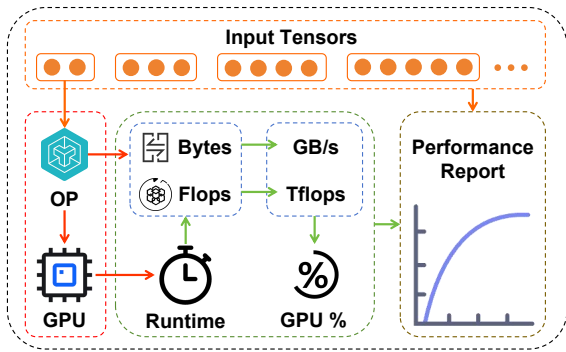 Input Tensors
Bytes
GB/s
Performance
Report
OP
Flops
Tflops
%
GPU
Runtime
GPU %